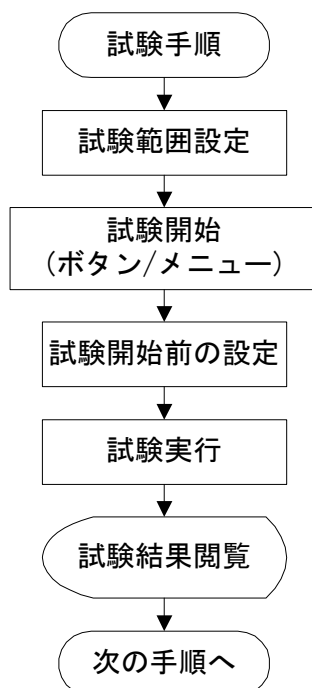 試験手順
試験範囲設定
試験開始
(ボタン/メニュー)
試験開始前の設定
試験実行
試験結果閲覧
次の手順へ